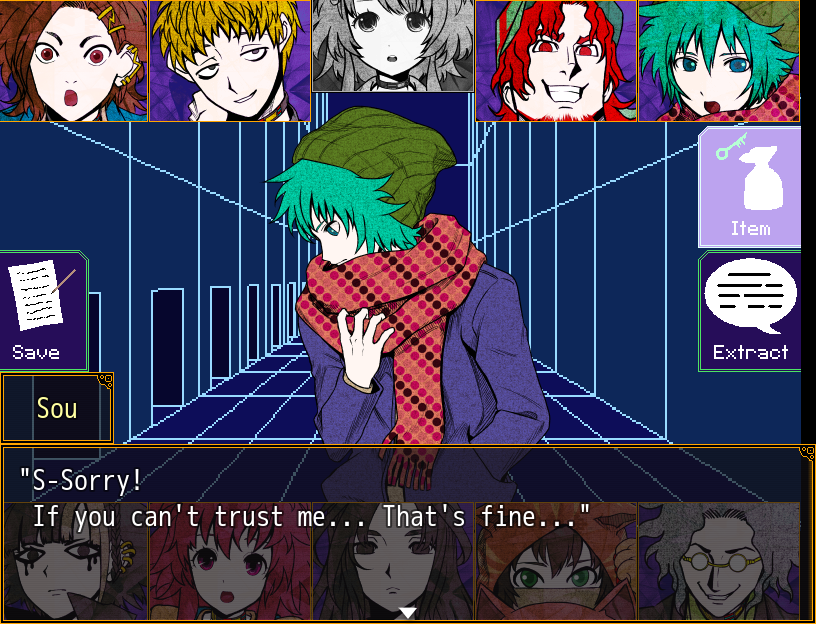 Item
Save
Extract
Sou
"S-Sorry!
If you can't trust me... That's fine..."